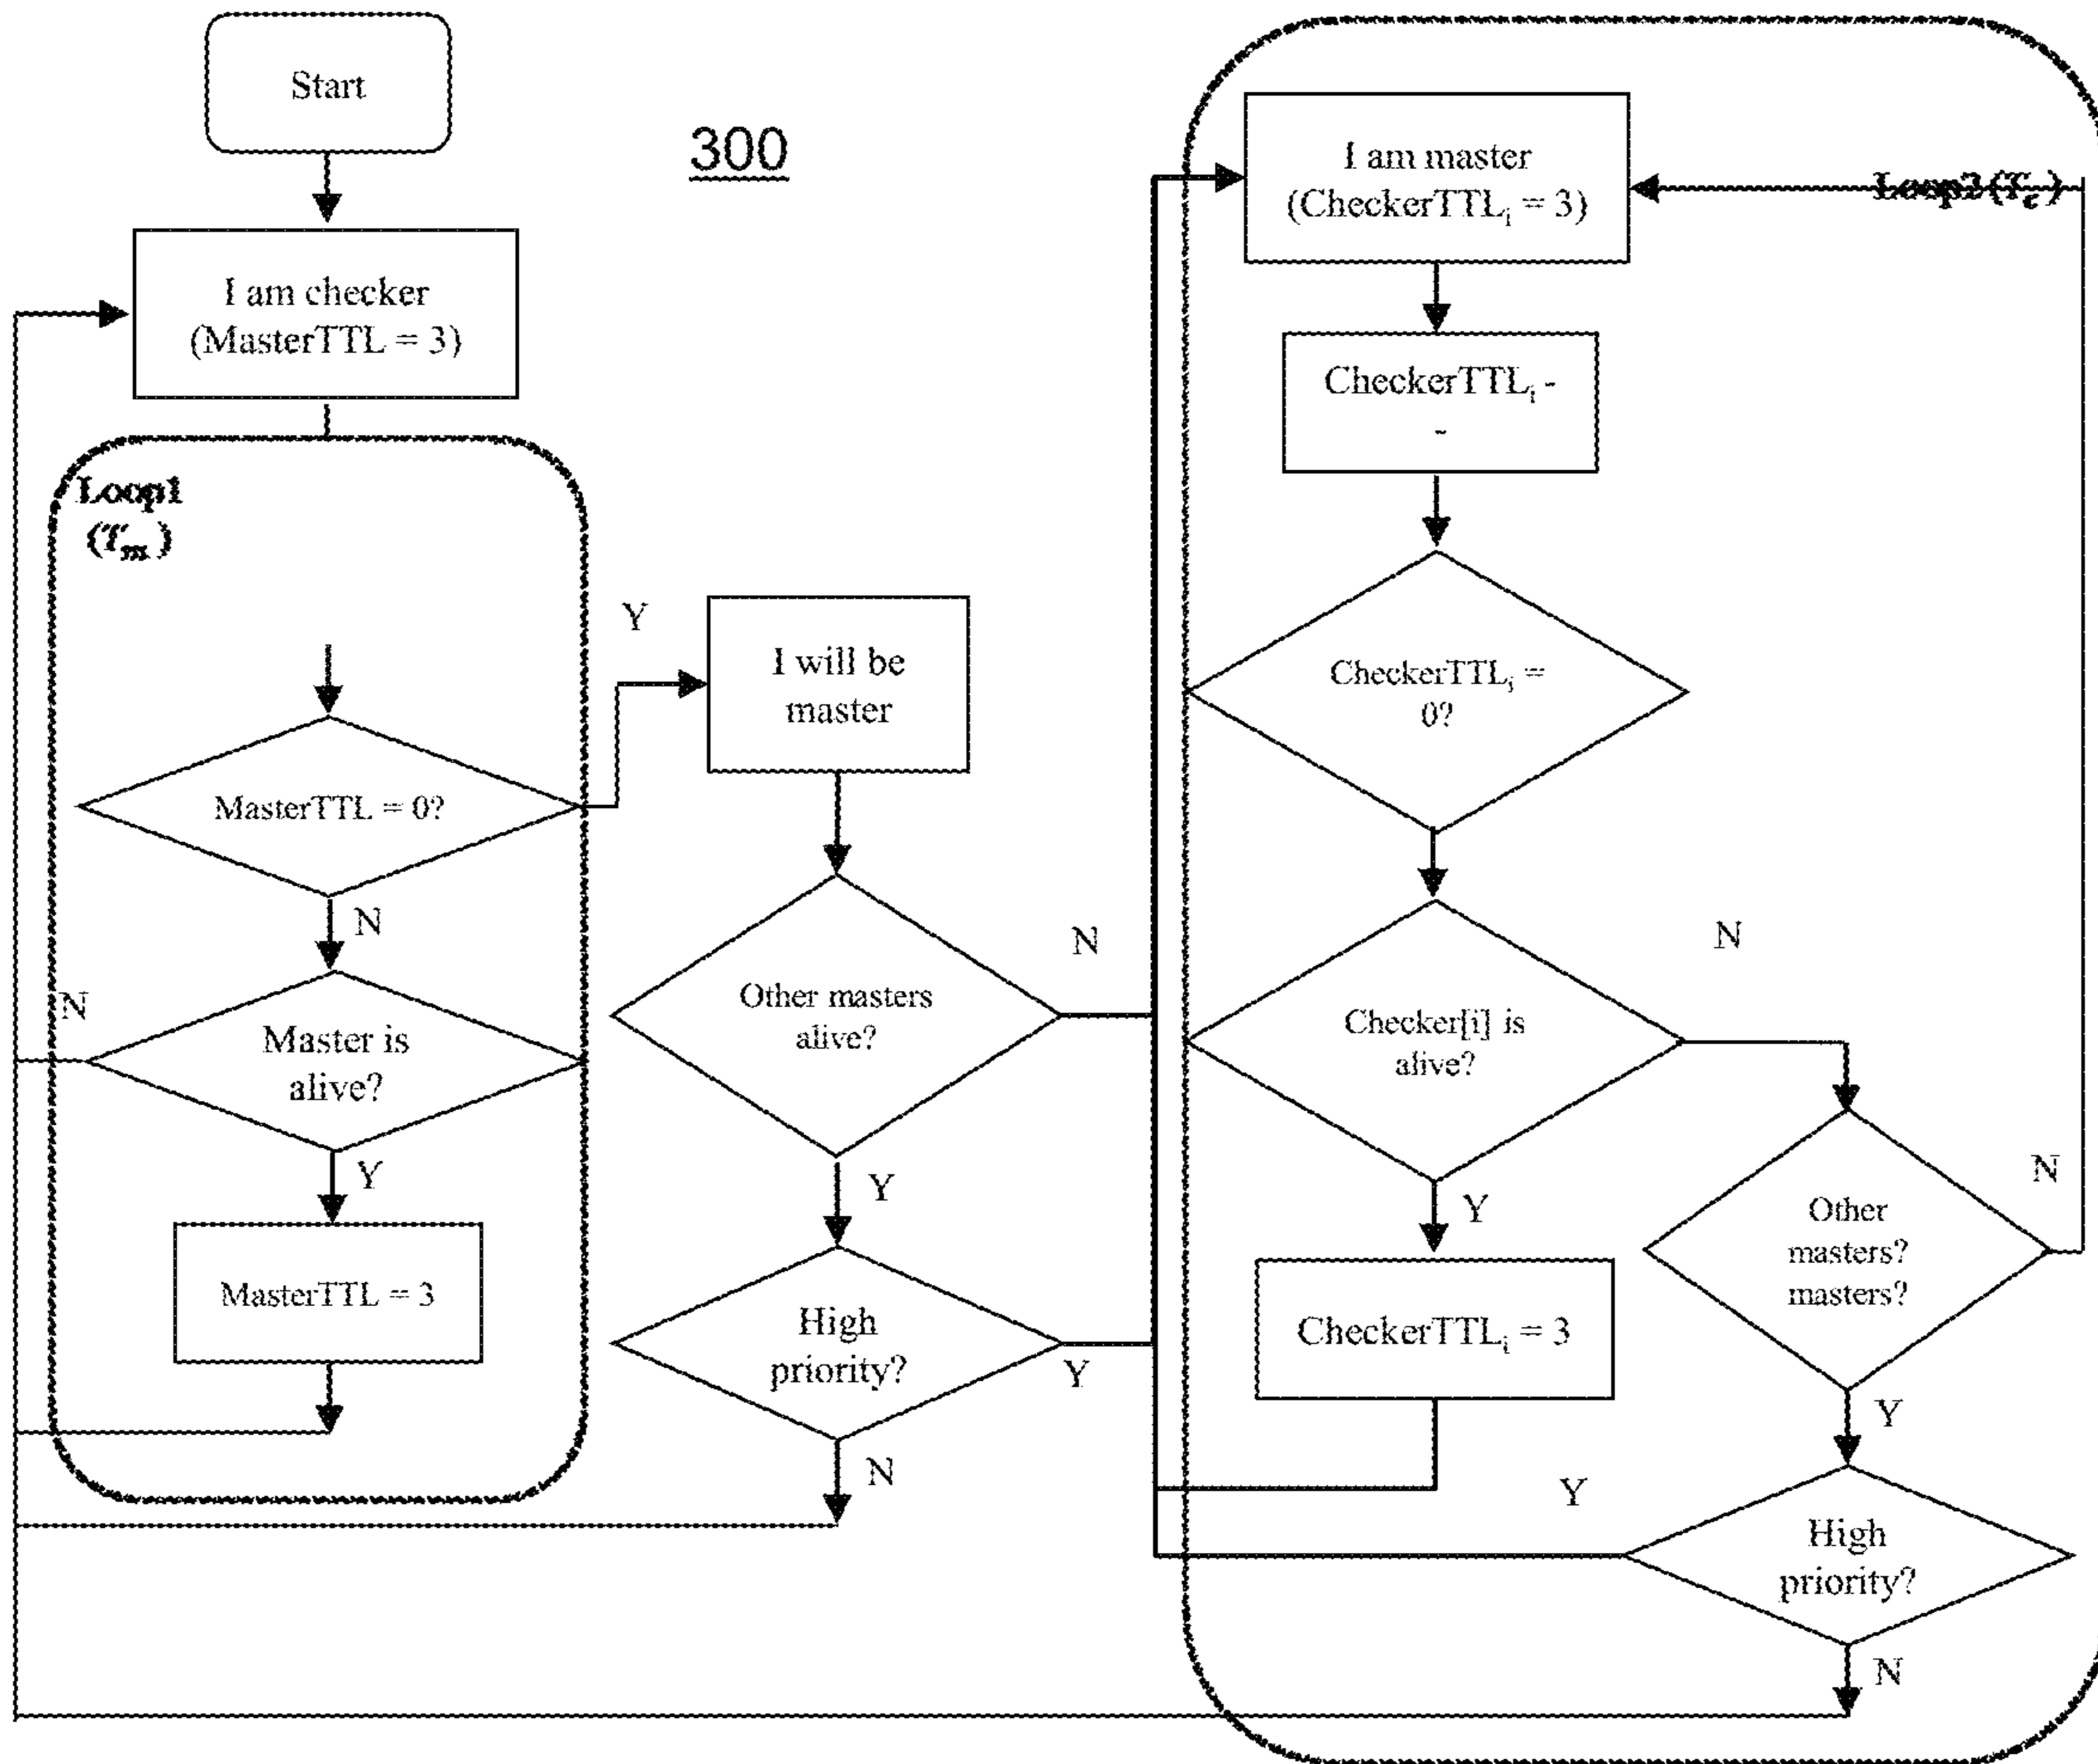 Start
300
I am checker
(MasterTTL = 3)
Loop1
(Tm)
MasterTTL = 0?
N
Master is
alive?
N
Y
MasterTTL = 3
Y
I will be
master
Other masters
alive?
N
Y
High
priority?
Y
N
I am master
(CheckerTTLi = 3)
Loop2 (Tc)
CheckerTTLi -
-
CheckerTTLi =
0?
Checker[i] is
alive?
N
Y
CheckerTTLi = 3
Other
masters?
masters?
N
Y
High
priority?
Y
N